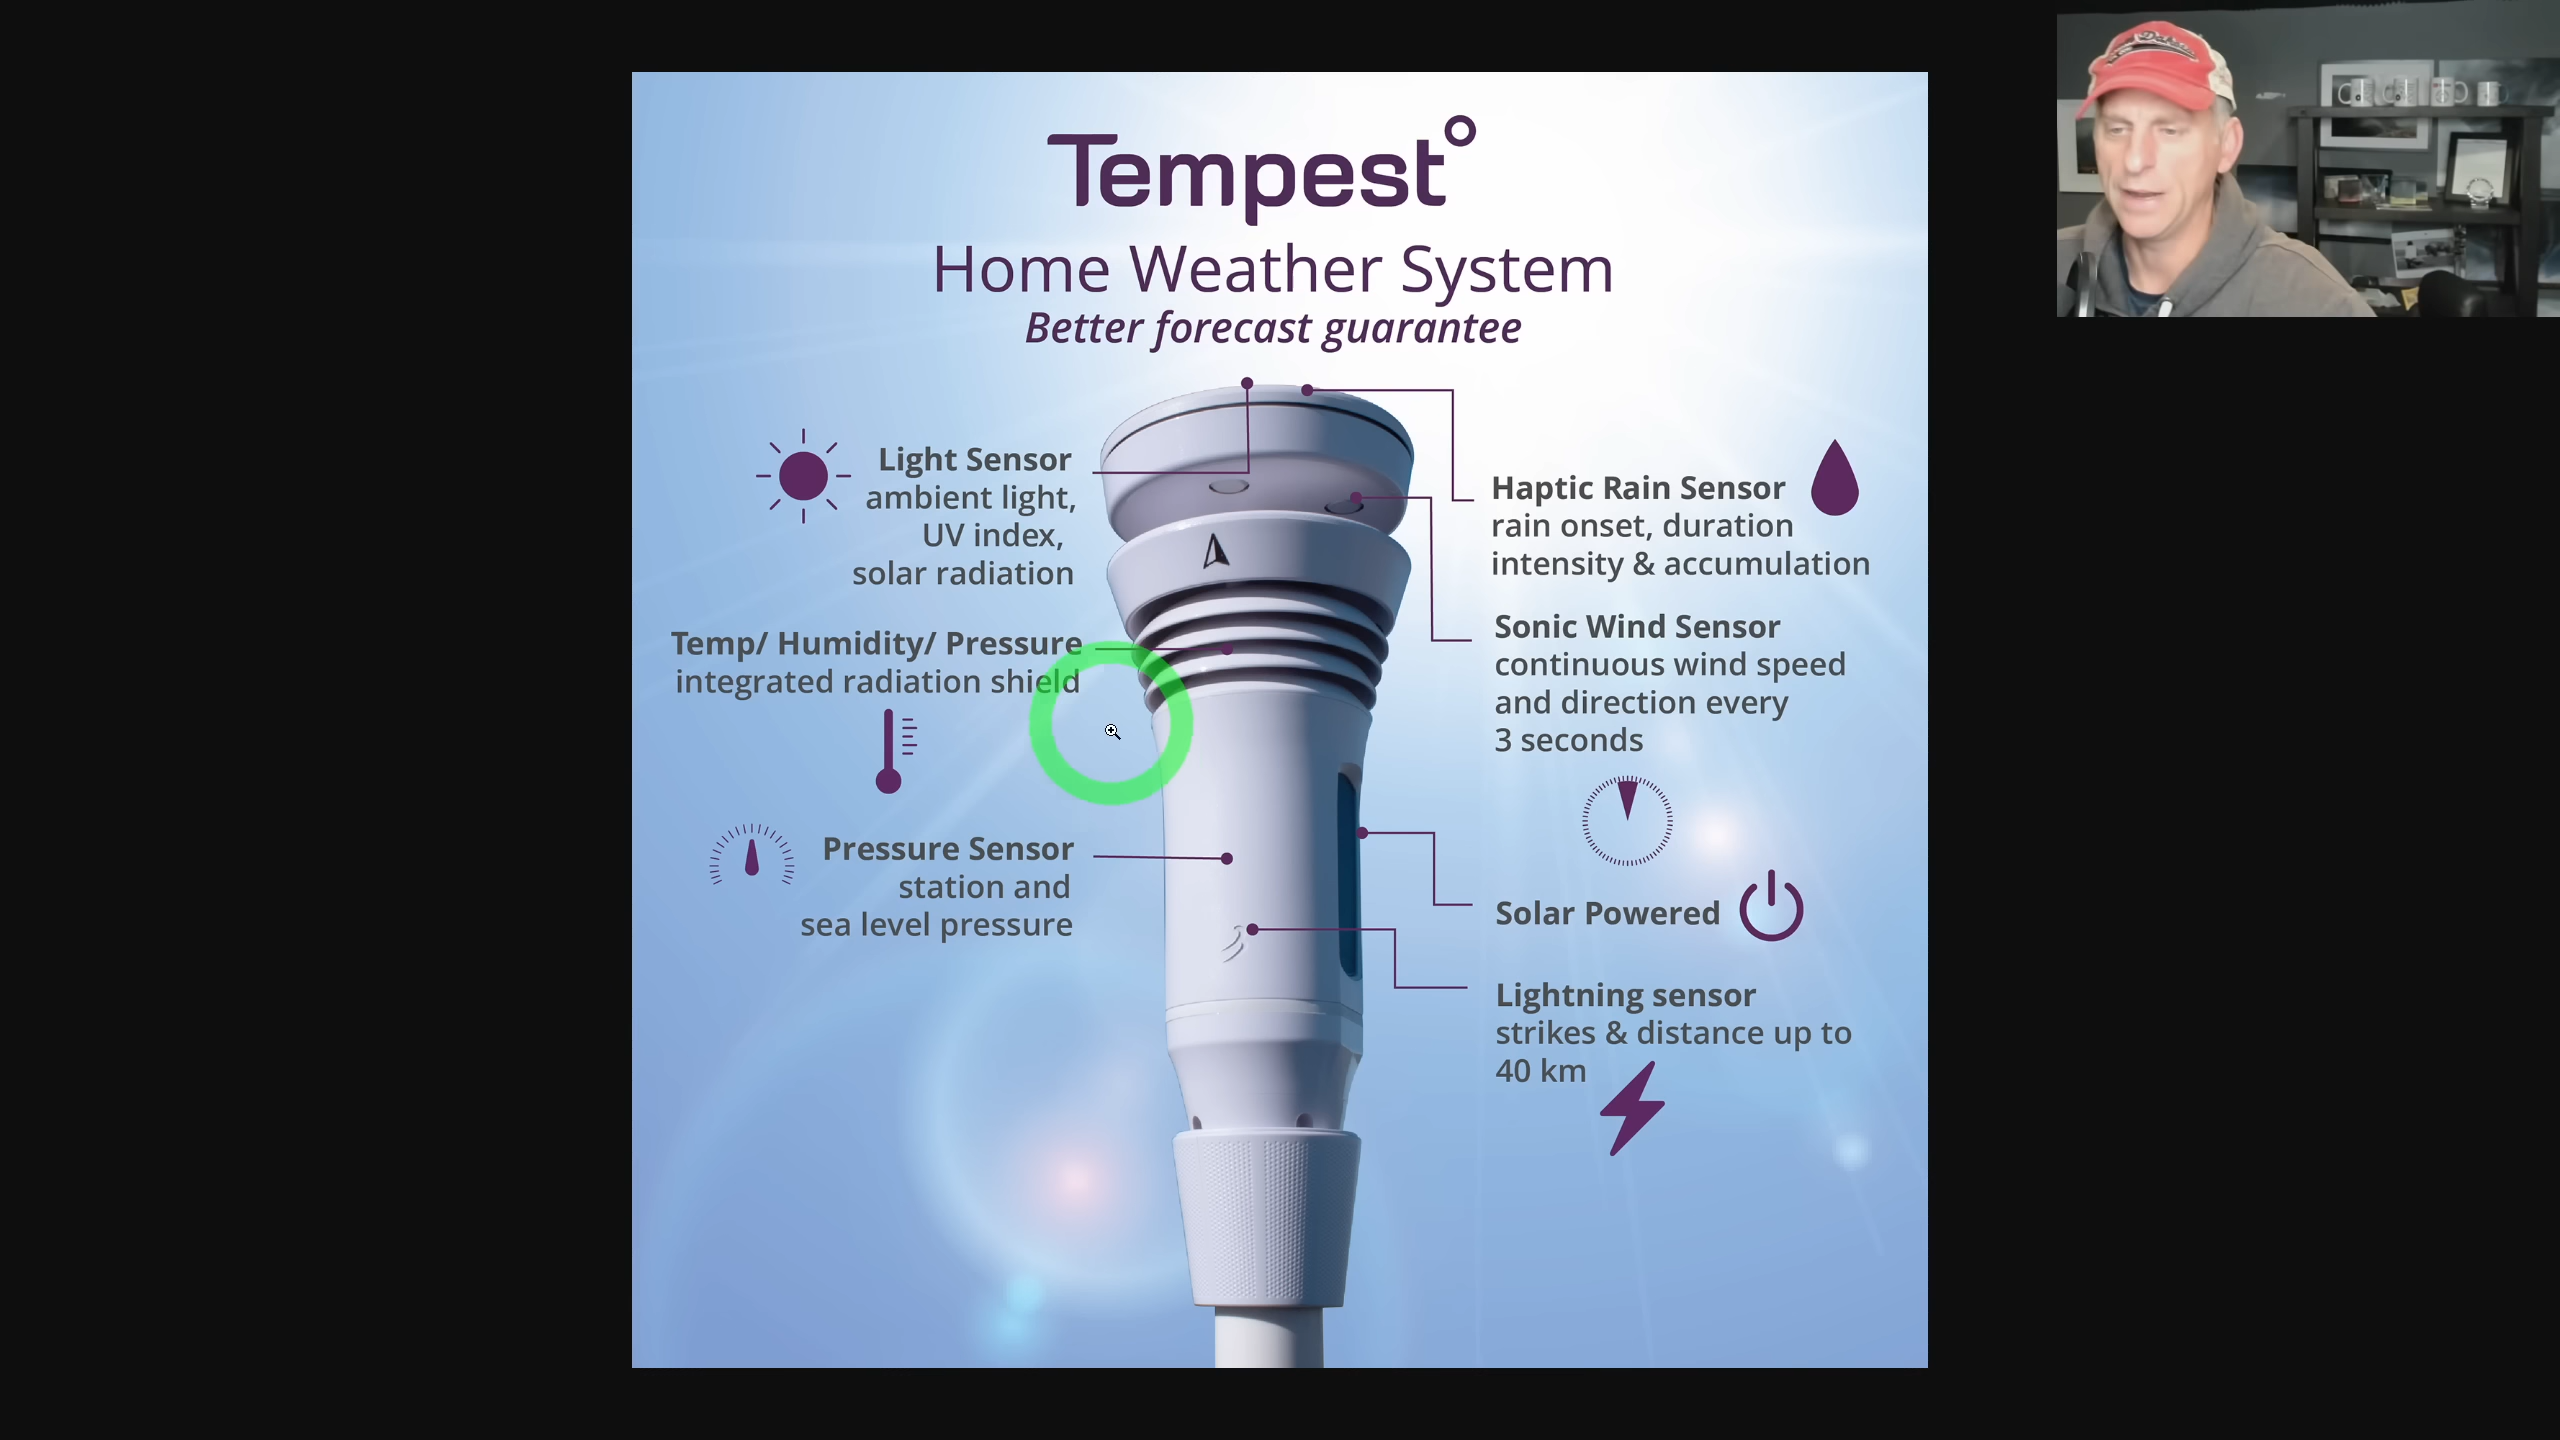 Tempest°
Home Weather System
Better forecast guarantee
Light Sensor
ambient light,
UV index,
solar radiation
Temp/ Humidity/ Pressure
integrated radiation shield
Pressure Sensor
station and
sea level pressure
Haptic Rain Sensor
rain onset, duration
intensity & accumulation
Sonic Wind Sensor
continuous wind speed
and direction every
3 seconds
Solar Powered
Lightning sensor
strikes & distance up to
40 km